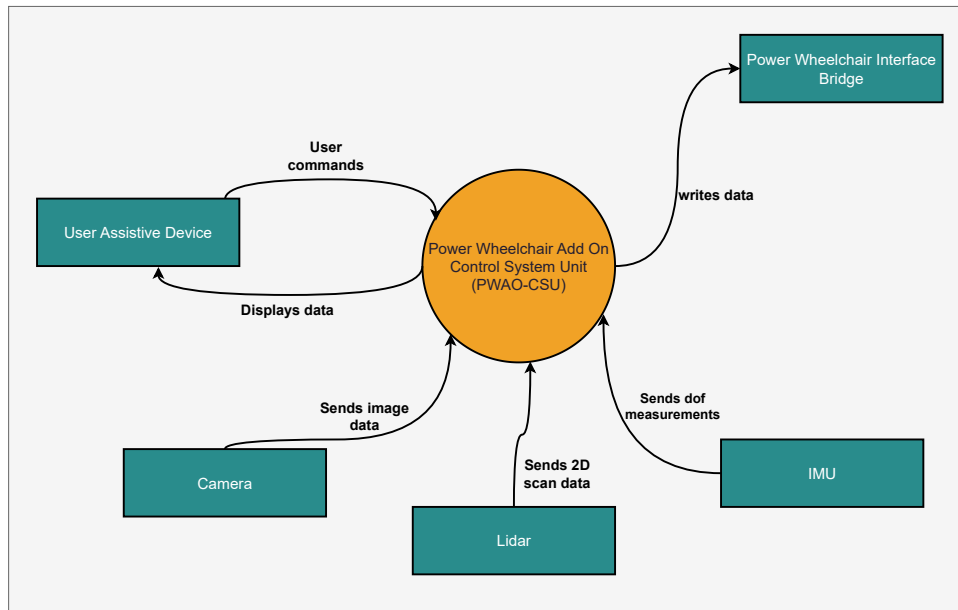 Power Wheelchair Interface
Bridge
User
commands
writes data
User Assistive Device
Power Wheelchair Add On
Control System Unit
(PWAO-CSU)
Displays data
Sends image
data
Sends dof
measurements
Sends 2D
scan data
Camera
IMU
Lidar